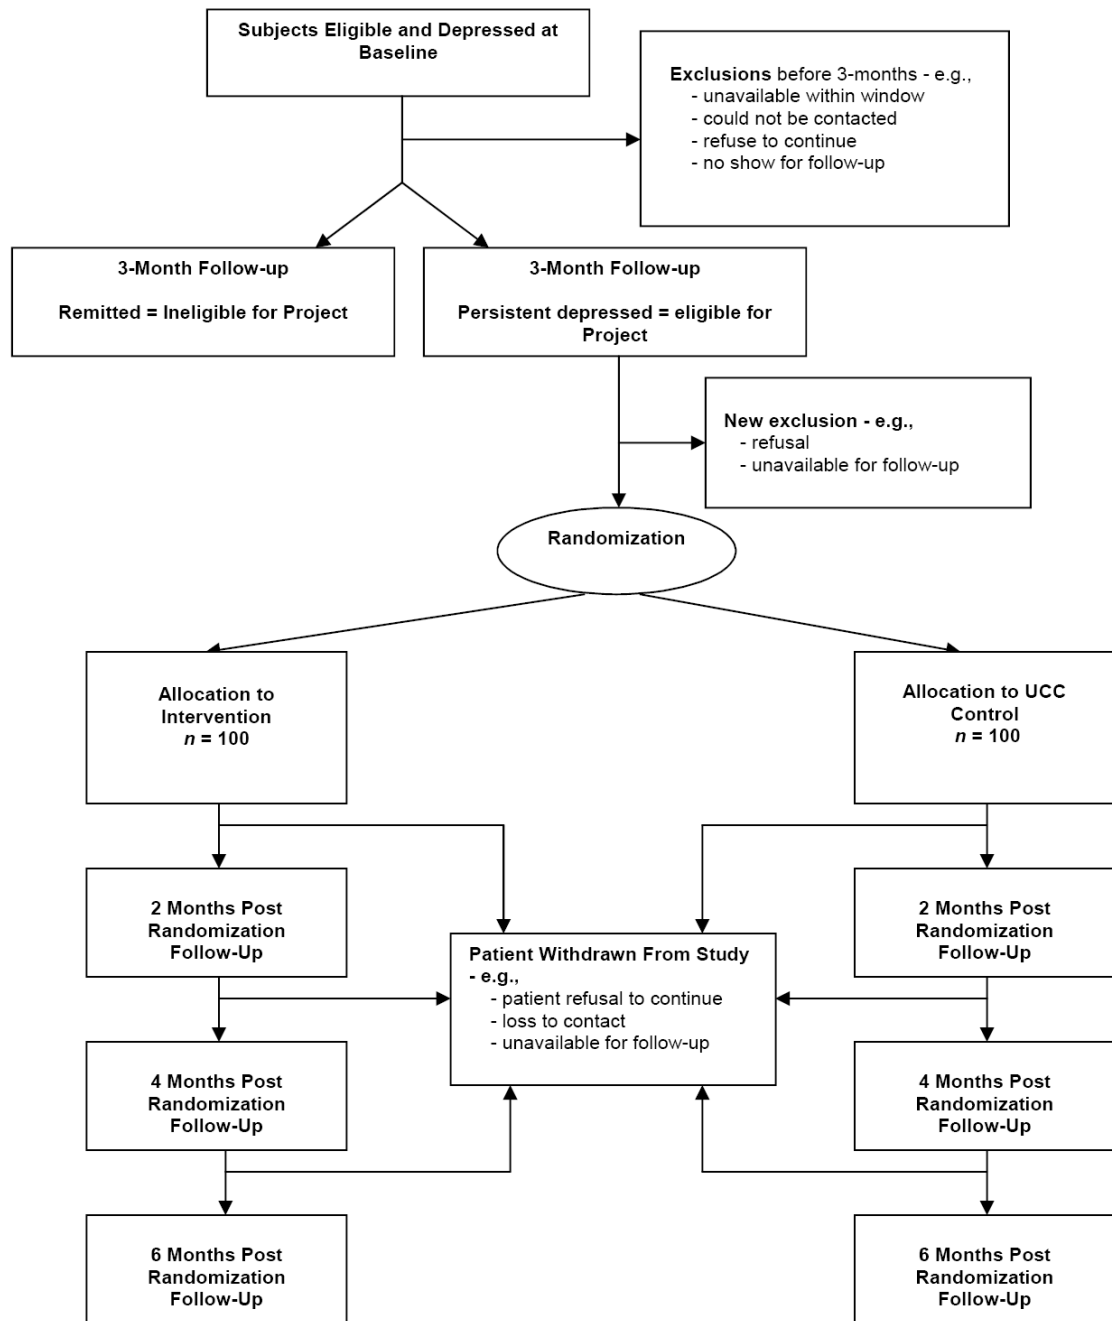 Subjects Eligible and Depressed at
Baseline
Exclusions before 3-months - e.g.,
- unavailable within window
- could not be contacted
- refuse to continue
- no show for follow-up
3-Month Follow-up
Remitted = Ineligible for Project
3-Month Follow-up
Persistent depressed = eligible for
Project
New exclusion - e.g.,
- refusal
- unavailable for follow-up
Randomization
Allocation to
Intervention
n = 100
Allocation to UCC
Control
n = 100
2 Months Post
Randomization
Follow-Up
2 Months Post
Randomization
Follow-Up
Patient Withdrawn From Study
- e.g.,
- patient refusal to continue
- loss to contact
- unavailable for follow-up
4 Months Post
Randomization
Follow-Up
4 Months Post
Randomization
Follow-Up
6 Months Post
Randomization
Follow-Up
6 Months Post
Randomization
Follow-Up